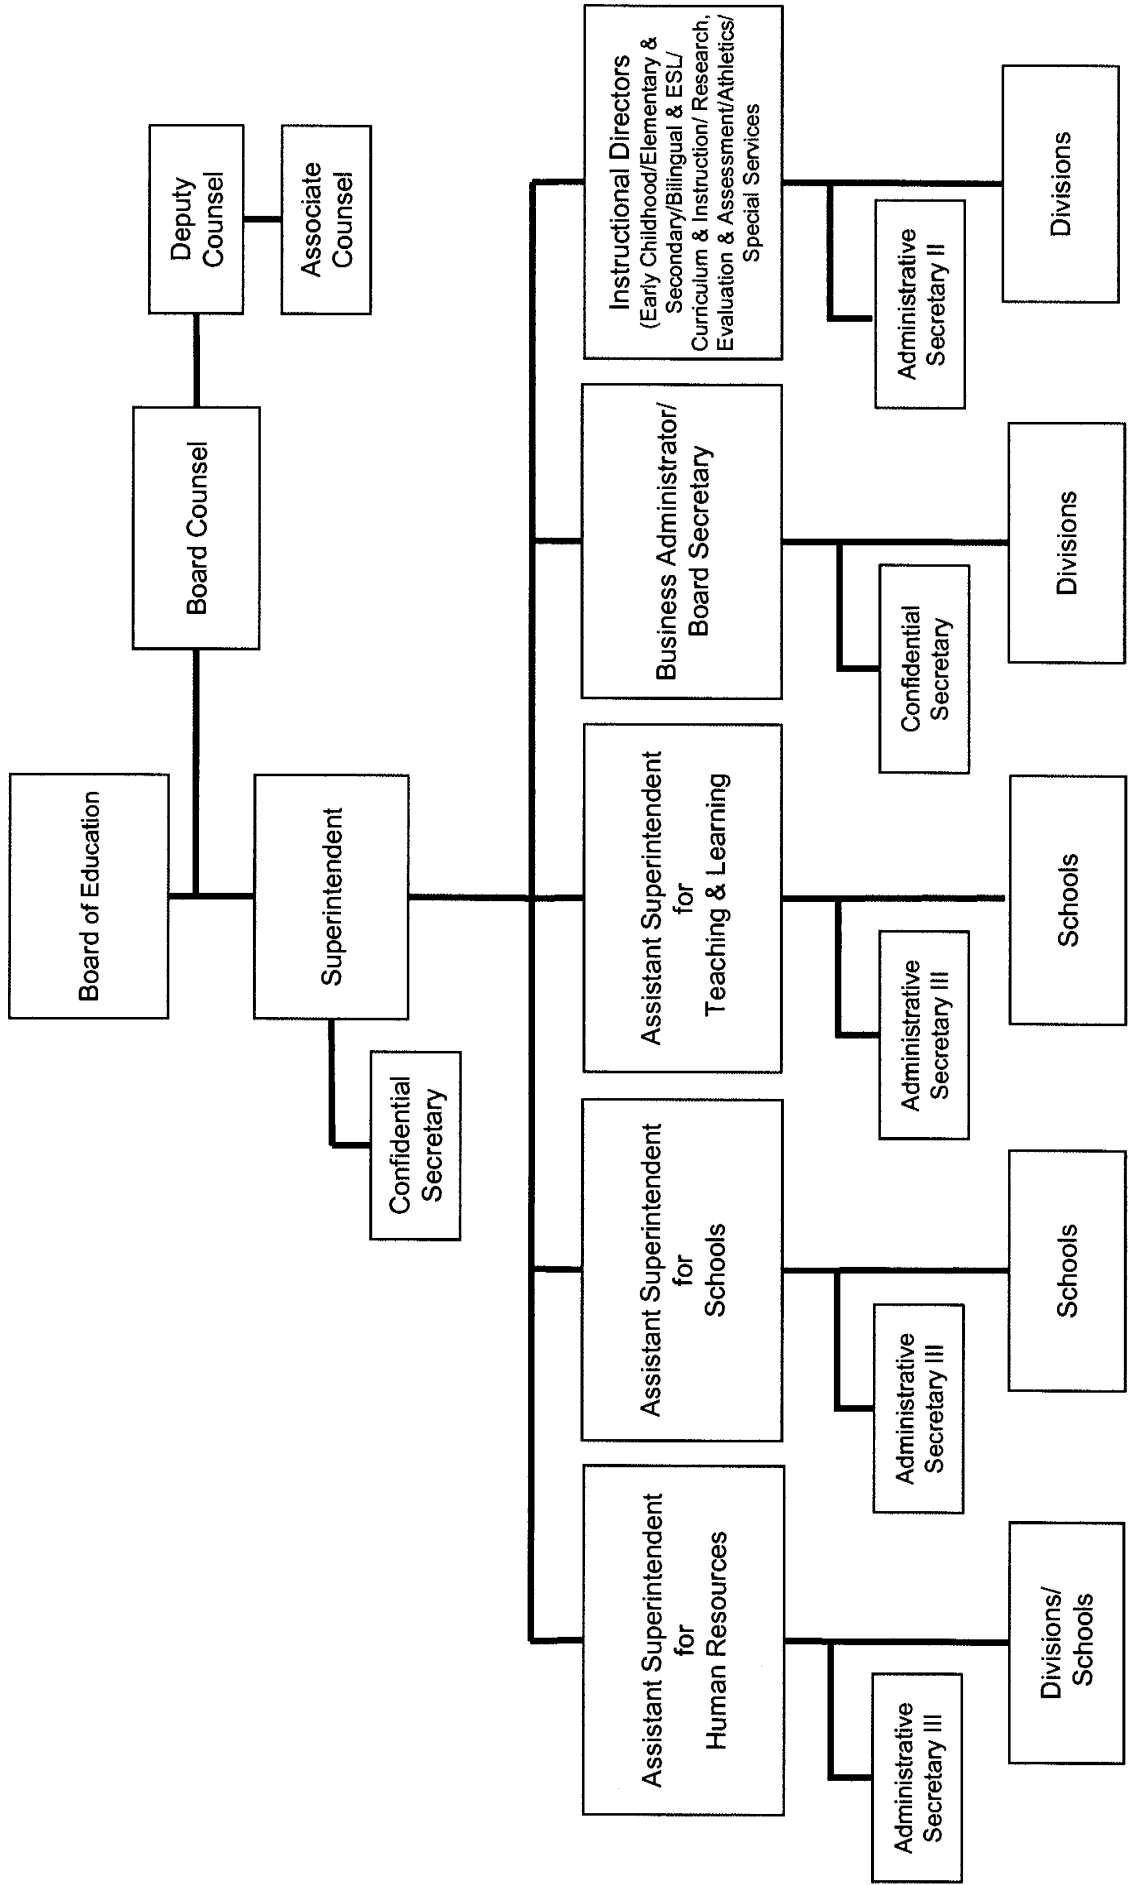 Board of Education
Board Counsel
Deputy
Counsel
Associate
Counsel
Superintendent
Confidential
Secretary
Assistant Superintendent
for
Human Resources
Assistant Superintendent
for
Schools
Assistant Superintendent
for
Teaching & Learning
Business Administrator/
Board Secretary
Instructional Directors
(Early Childhood/Elementary &
Secondary/Bilingual & ESL/
Curriculum & Instruction/ Research,
Evaluation & Assessment/Athletics/
Special Services
Administrative
Secretary III
Administrative
Secretary III
Administrative
Secretary III
Confidential
Secretary
Administrative
Secretary II
Divisions/
Schools
Schools
Schools
Divisions
Divisions